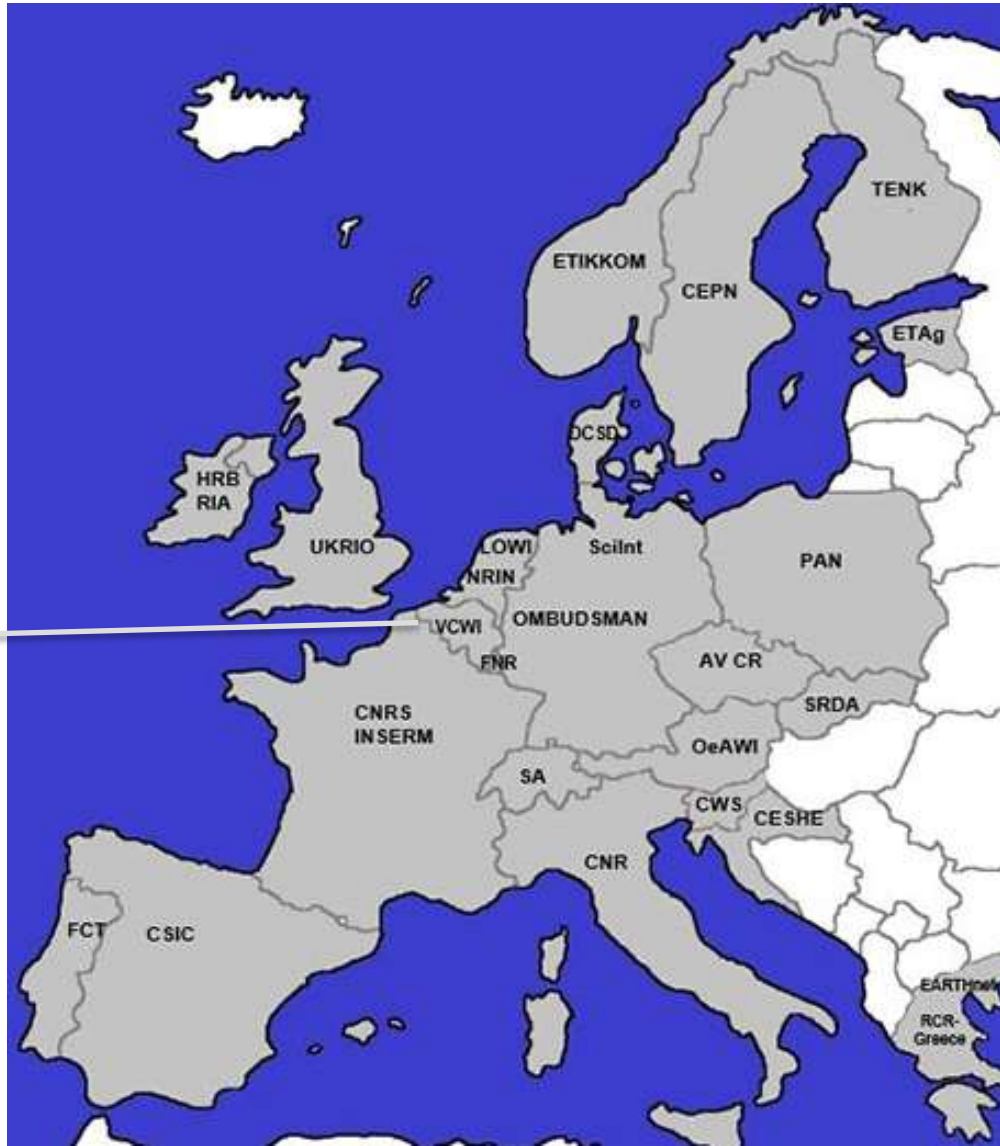 TENK
ETIKKOM
CEPN
ETAg
DCSD
HRB
RIA
UKRIO
LOWI
NRIN
SciInt
PAN
VCWI
OMBUDSMAN
FNR
AV CR
SRDA
CNRS
INSERM
OeAWI
SA
CWS
CESHE
CNR
FCT
CSIC
EARTHnet
RCR-
Greece